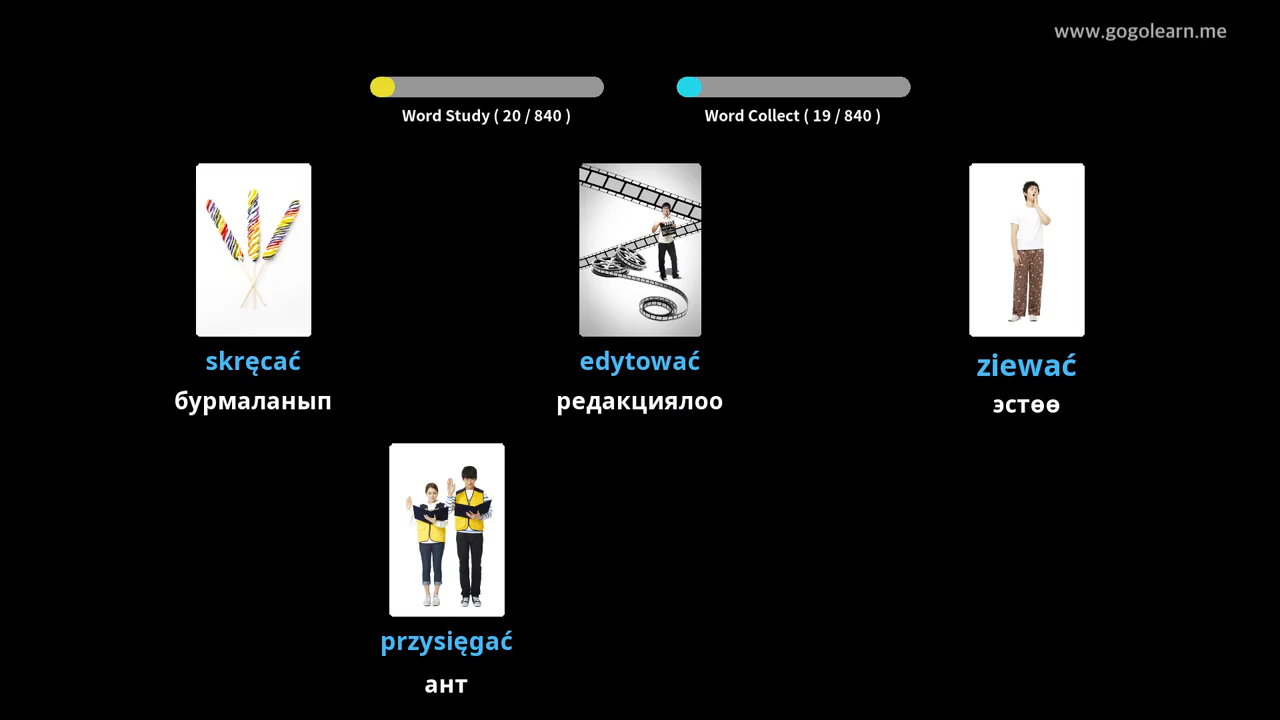 www.gogolearn.me
Word Study ( 20 / 840 )
Word Collect ( 19 / 840 )
skręcać
edytować
ziewać
бурмаланып
редакциялоо
эстөө
przysięgać
ант